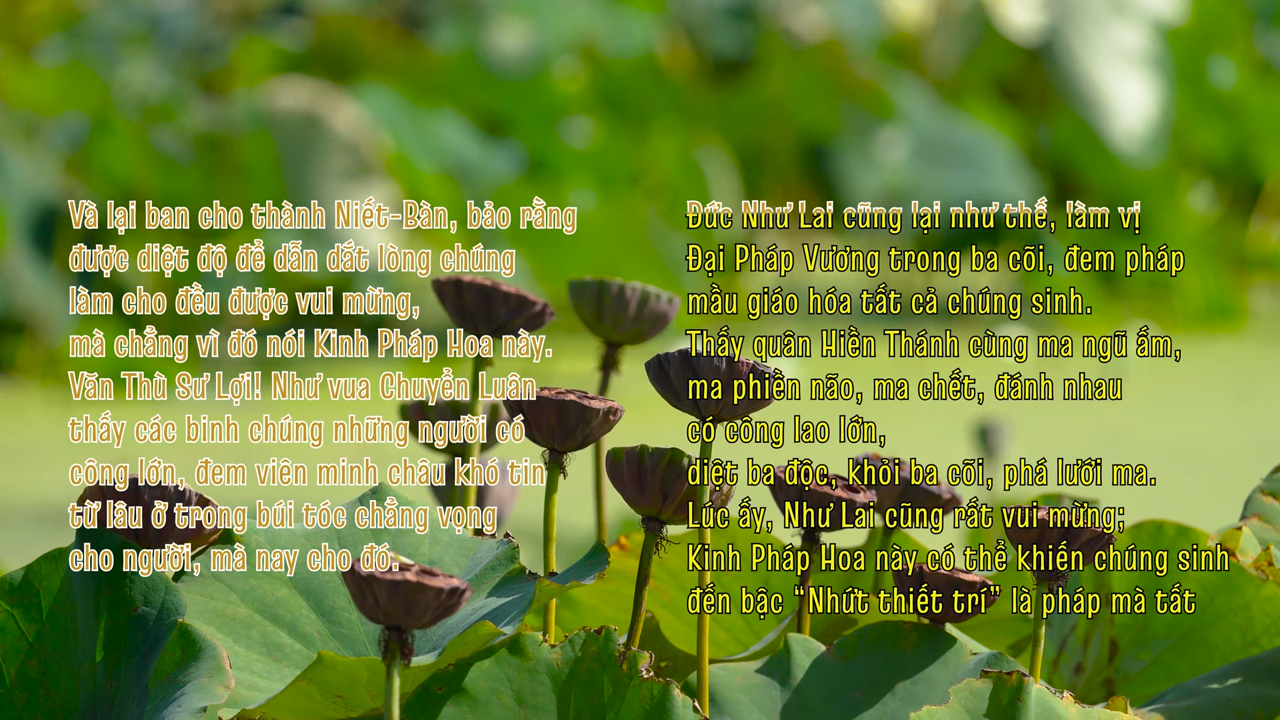 Và lại ban cho thành Niết-Bàn, bảo rằng
được diệt độ để dẫn dắt lòng chúng
làm cho đều được vui mừng,
mà chẳng vì đó nói Kinh Pháp Hoa này.
Văn Thù Sư Lợi! Như vua Chuyển Luân
thấy các binh chúng những người có
công lớn, đem viên minh châu khó tin
từ lâu ở trong búi tóc chẳng vọng
cho người, mà nay cho đó.
Đức Như Lai cũng lại như thế, làm vị
Đại Pháp Vương trong ba cõi, đem pháp
mầu giáo hóa tất cả chúng sinh.
Thấy quân Hiền Thánh cùng ma ngũ ấm,
ma phiền não, ma chết, đánh nhau
có công lao lớn,
diệt ba độc, khỏi ba cõi, phá lưới ma.
Lúc ấy, Như Lai cũng rất vui mừng;
Kinh Pháp Hoa này có thể khiến chúng sinh
đến bậc “Nhứt thiết trí” là pháp mà tất